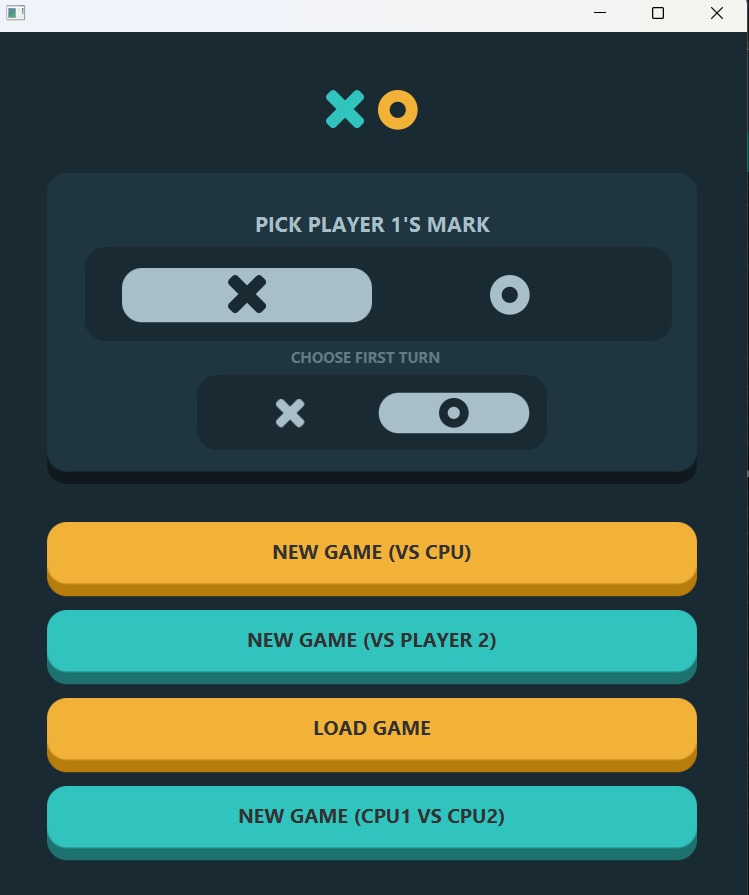 PICK PLAYER 1'S MARK
CHOOSE FIRST TURN
NEW GAME (VS CPU)
NEW GAME (VS PLAYER 2)
LOAD GAME
NEW GAME (CPU1 VS CPU2)